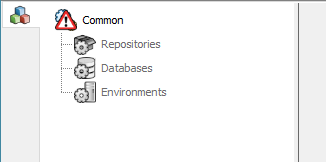 Common
Repositories
Databases
Environments